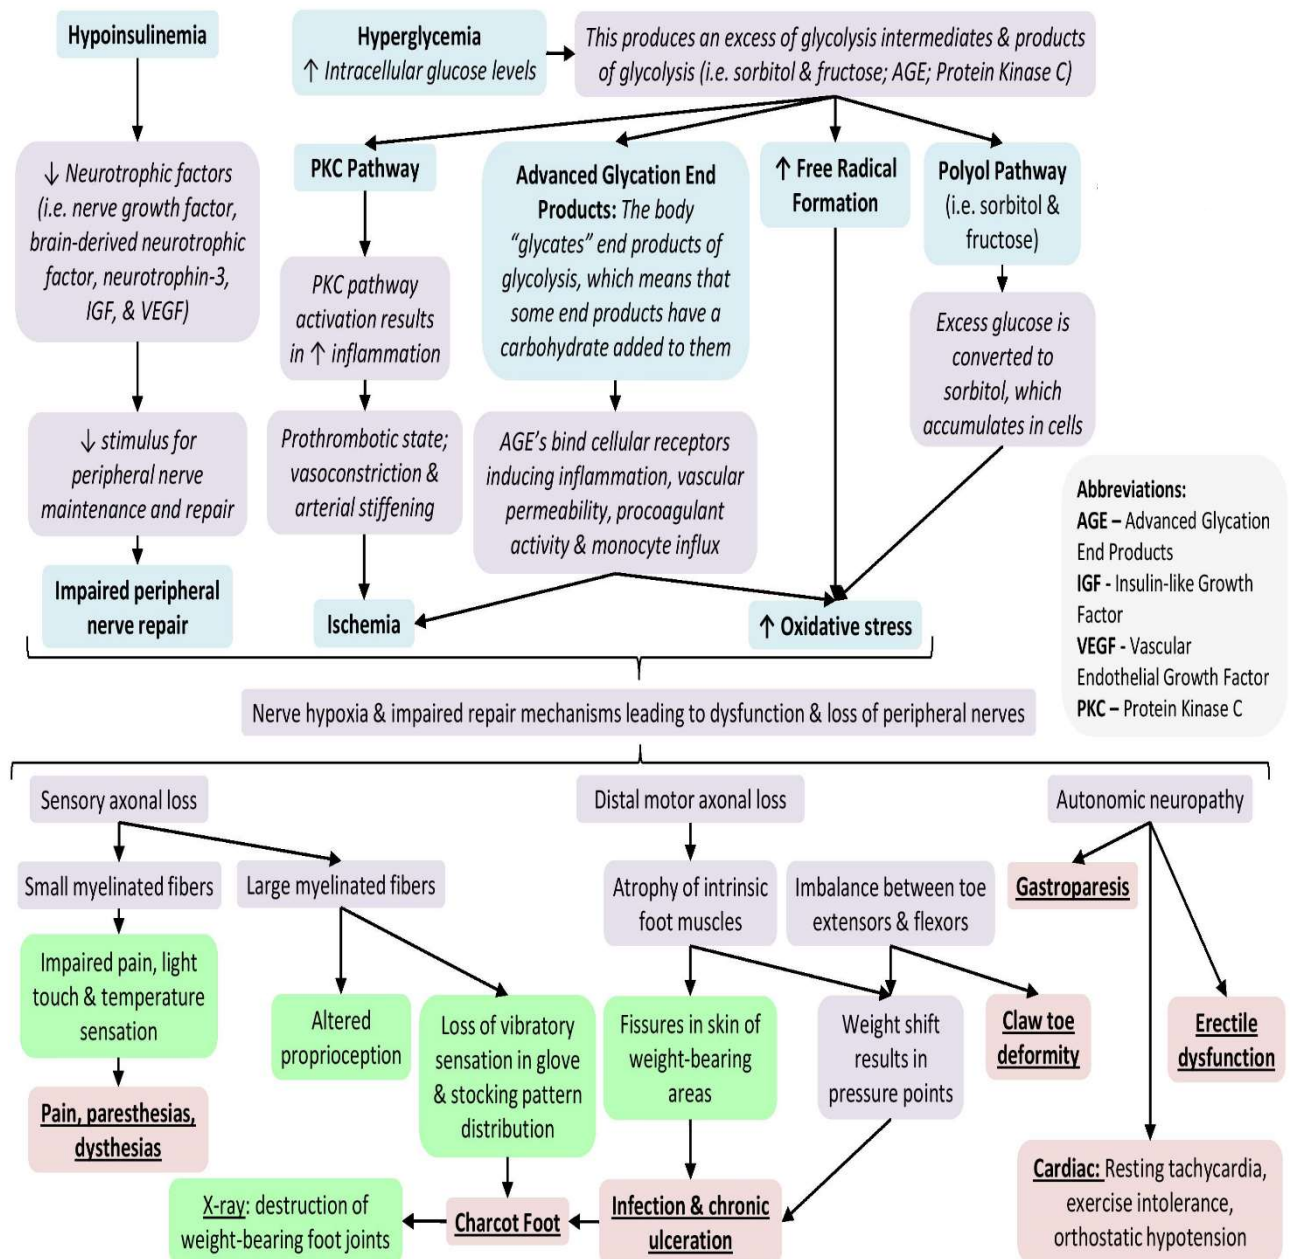 Hypoinsulinemia
Hyperglycemia
↑ Intracellular glucose levels
This produces an excess of glycolysis intermediates & products
of glycolysis (i.e. sorbitol & fructose; AGE; Protein Kinase C)
↓ Neurotrophic factors
(i.e. nerve growth factor,
brain-derived neurotrophic
factor, neurotrophin-3,
IGF, & VEGF)
PKC Pathway
Advanced Glycation End
Products: The body
"glycates" end products of
glycolysis, which means that
some end products have a
carbohydrate added to them
↑ Free Radical
Formation
Polyol Pathway
(i.e. sorbitol &
fructose)
PKC pathway
activation results
in ↑ inflammation
Excess glucose is
converted to
sorbitol, which
accumulates in cells
↓ stimulus for
peripheral nerve
maintenance and repair
Prothrombotic state;
vasoconstriction &
arterial stiffening
AGE's bind cellular receptors
inducing inflammation, vascular
permeability, procoagulant
activity & monocyte influx
Impaired peripheral
nerve repair
Ischemia
↑ Oxidative stress
Abbreviations:
AGE – Advanced Glycation
End Products
IGF - Insulin-like Growth
Factor
VEGF - Vascular
Endothelial Growth Factor
PKC – Protein Kinase C
Nerve hypoxia & impaired repair mechanisms leading to dysfunction & loss of peripheral nerves
Sensory axonal loss
Distal motor axonal loss
Autonomic neuropathy
Small myelinated fibers
Large myelinated fibers
Atrophy of intrinsic
foot muscles
Imbalance between toe
extensors & flexors
Gastroparesis
Impaired pain, light
touch & temperature
sensation
Altered
proprioception
Loss of vibratory
sensation in glove
& stocking pattern
distribution
Fissures in skin of
weight-bearing
areas
Weight shift
results in
pressure points
Claw toe
deformity
Erectile
dysfunction
Pain, paresthesias,
dysthesias
X-ray: destruction of
weight-bearing foot joints
Charcot Foot
Infection & chronic
ulceration
Cardiac: Resting tachycardia,
exercise intolerance,
orthostatic hypotension